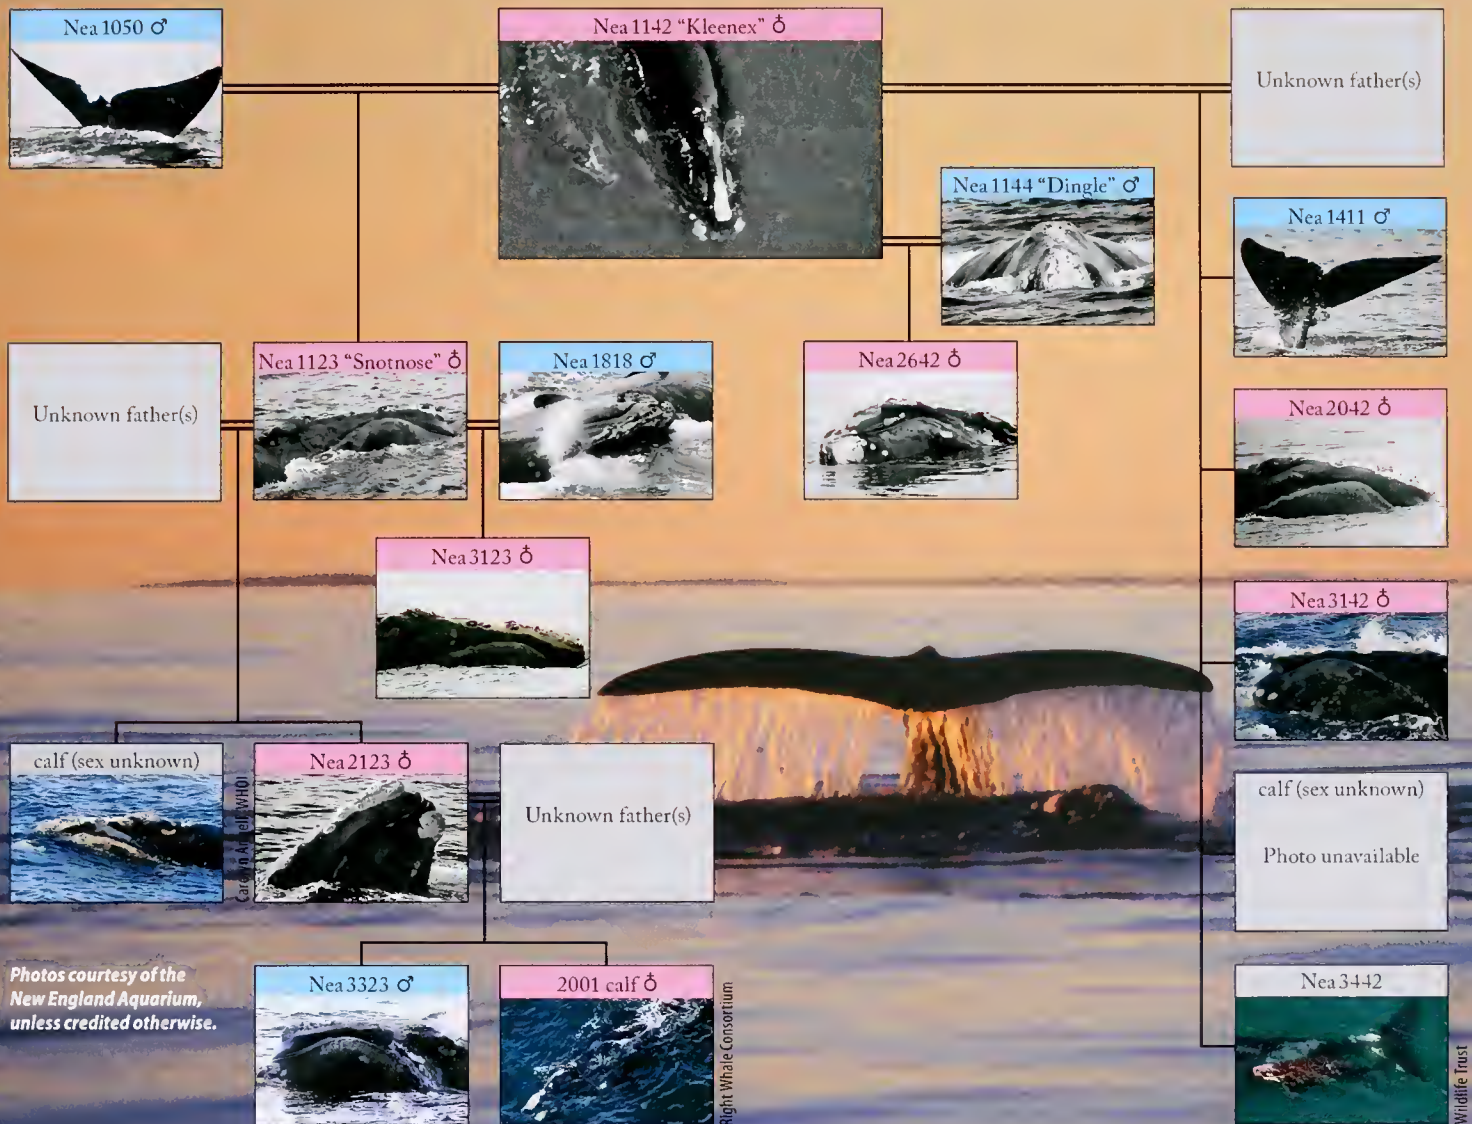 Nea 1050 ♂
Nea 1142 “Kleenex” ♁
Unknown father(s)
Nea 1144 “Dingle” ♂
Nea 1411 ♂
Unknown father(s)
Nea 1123 “Snotnose” ♁
Nea 1818 ♂
Nea 2642 ♁
Nea 2042 ♁
Nea 3123 ♁
Nea 3142 ♁
calf (sex unknown)
Nea 2123 ♁
Unknown father(s)
calf (sex unknown)
Photo unavailable
Photos courtesy of the
New England Aquarium,
unless credited otherwise.
Nea 3323 ♂
2001 calf ♁
Right Whale Consortium
Nea 3442
Wildlife Trust